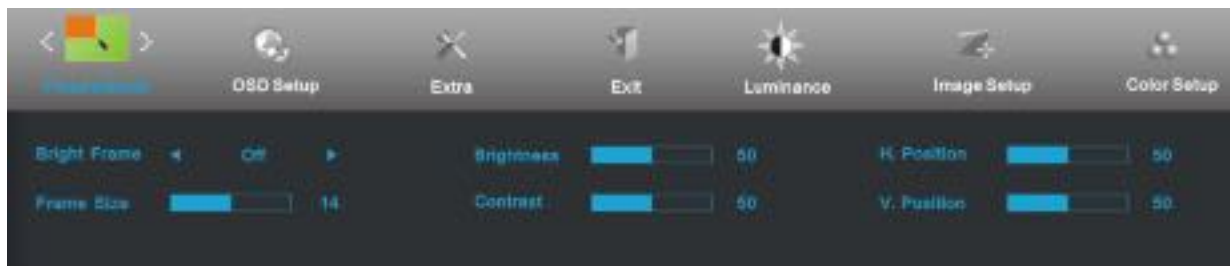 OSD Setup Extra Exit Luminance Image Setup Color Setup
Bright Frame Off Brightness 50 H. Position 50
Frame Size 14 Contrast 50 V. Position 50